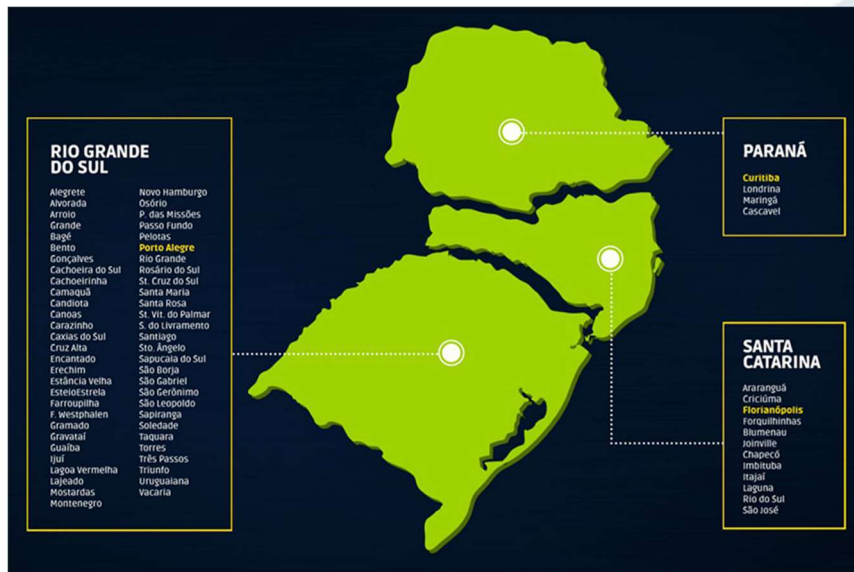 RIO GRANDE
DO SUL
Alegrete
Alvorada
Arroio
Grande
Bagé
Bento
Gonçalves
Cachoeira do Sul
Cachoeirinha
Camaquã
Candiota
Canoas
Carazinho
Caxias do Sul
Cruz Alta
Encantado
Erechim
Estância Velha
EsteioEstrela
Farroupilha
F. Westphalen
Gramado
Gravataí
Guaíba
Ijuí
Lagoa Vermelha
Lajeado
Mostardas
Montenegro
Novo Hamburgo
Osório
P. das Missões
Passo Fundo
Pelotas
Porto Alegre
Rio Grande
Rosário do Sul
St. Cruz do Sul
Santa Maria
Santa Rosa
St. Vit. do Palmar
S. do Livramento
Santiago
Sto. Ângelo
Sapucaia do Sul
São Borja
São Gabriel
São Gerônimo
São Leopoldo
Sapiranga
Soledade
Taquara
Torres
Três Passos
Triunfo
Uruguaiana
Vacaria
PARANÁ
Curitiba
Londrina
Maringá
Cascavel
SANTA
CATARINA
Araranguá
Criciúma
Florianópolis
Forquilhinhas
Blumenau
Joinville
Chapecó
Imbituba
Itajaí
Laguna
Rio do Sul
São José